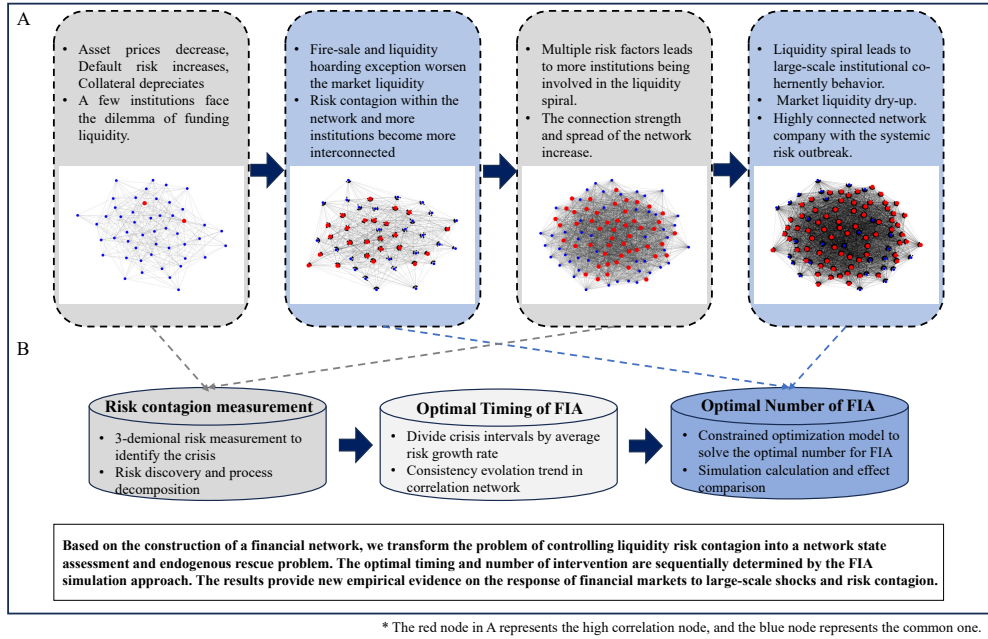 A
• Asset prices decrease,
Default risk increases,
Collateral depreciates
• A few institutions face
the dilemma of funding
liquidity.
• Fire-sale and liquidity
hoarding exception worsen
the market liquidity
• Risk contagion within the
network and more
institutions become more
interconnected
• Multiple risk factors leads
to more institutions being
involved in the liquidity
spiral.
• The connection strength
and spread of the network
increase.
• Liquidity spiral leads to
large-scale institutional co-
herently behavior.
• Market liquidity dry-up.
• Highly connected network
company with the systemic
risk outbreak.
B
Risk contagion measurement
• 3-demional risk measurement to
identify the crisis
• Risk discovery and process
decomposition
Optimal Timing of FIA
• Divide crisis intervals by average
risk growth rate
• Consistency evolation trend in
correlation network
Optimal Number of FIA
• Constrained optimization model to
solve the optimal number for FIA
• Simulation calculation and effect
comparison
Based on the construction of a financial network, we transform the problem of controlling liquidity risk contagion into a network state
assessment and endogenous rescue problem. The optimal timing and number of intervention are sequentially determined by the FIA
simulation approach. The results provide new empirical evidence on the response of financial markets to large-scale shocks and risk contagion.
* The red node in A represents the high correlation node, and the blue node represents the common one.